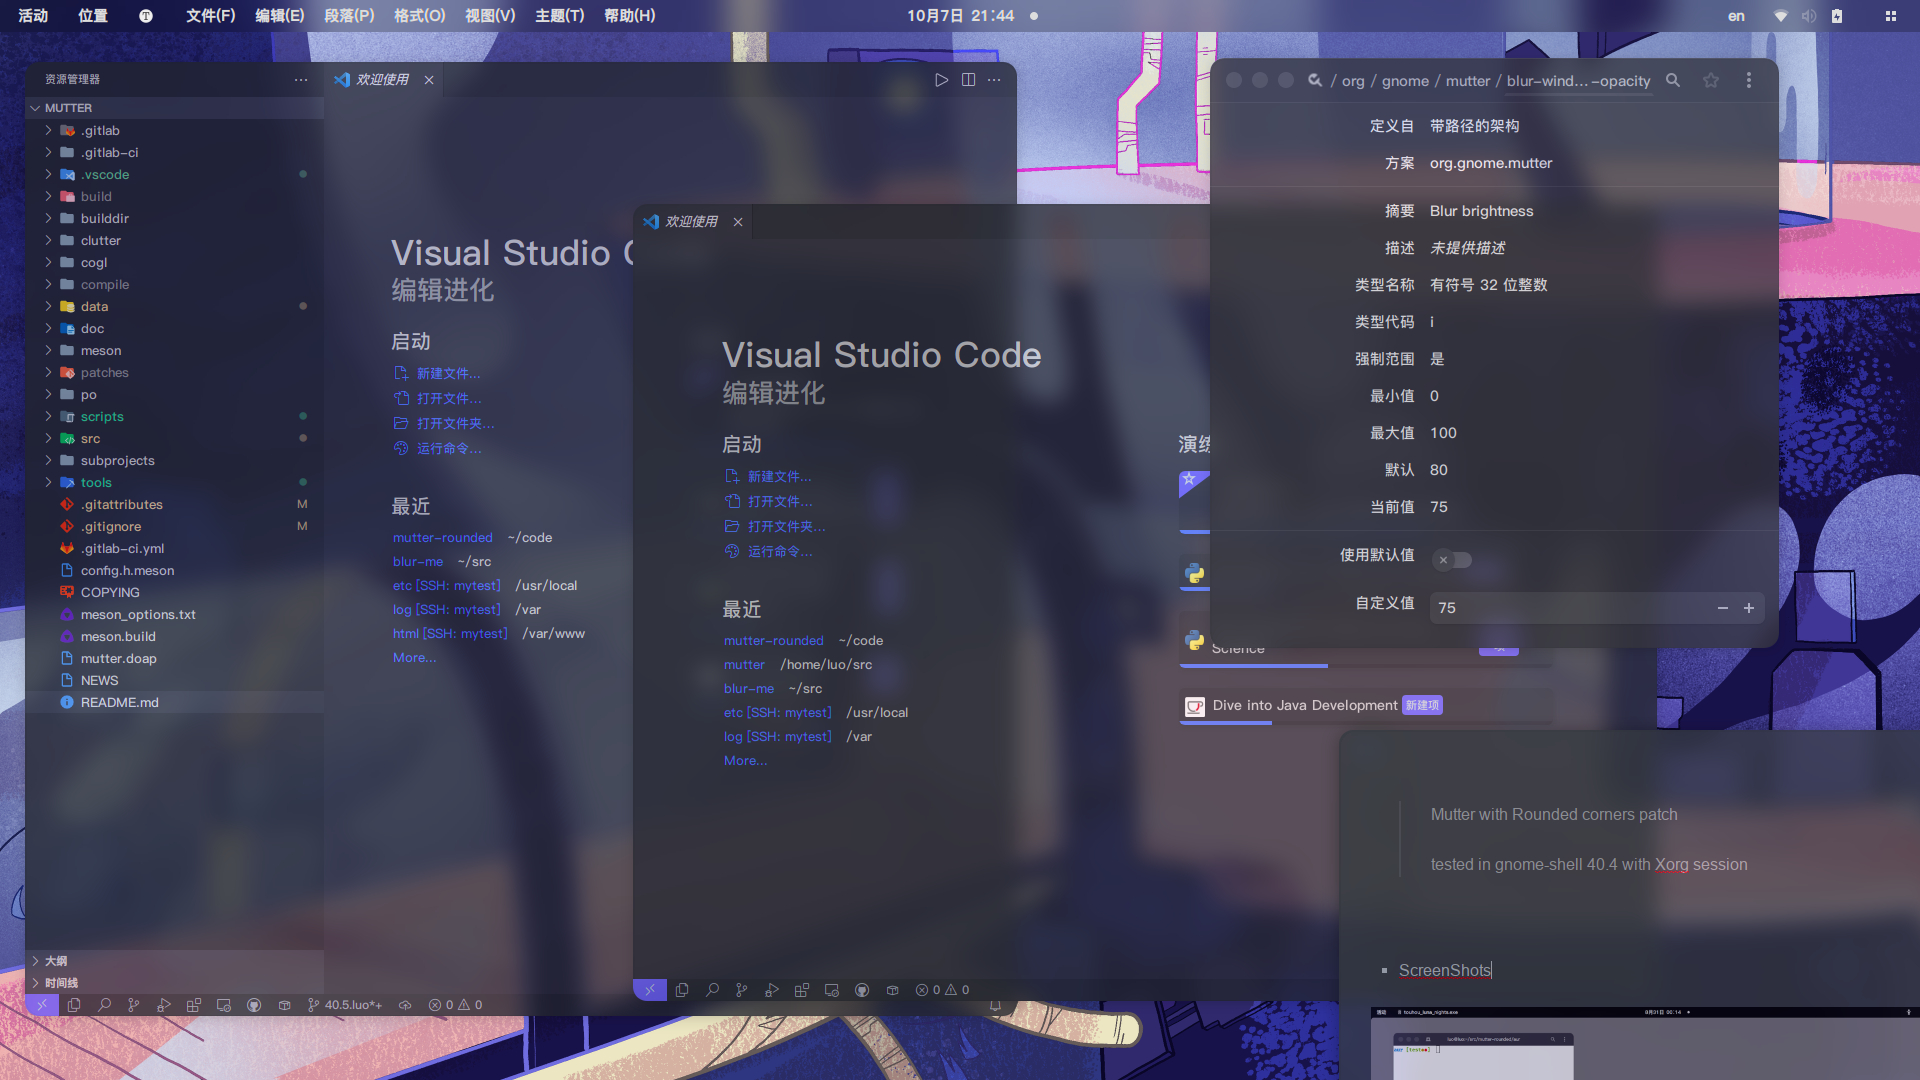 活动 位置 文件(F) 编辑(E) 段落(P) 格式(O) 视图(V) 主题(T) 帮助(H) 10月7日 21:44 en
资源管理器
MUTTER
.gitlab
.gitlab-ci
.vscode
build
builddir
clutter
cogl
compile
data
doc
meson
patches
po
scripts
src
subprojects
tools
.gitattributes M
.gitignore M
.gitlab-ci.yml
config.h.meson
COPYING
meson_options.txt
meson.build
mutter.doap
NEWS
README.md
大纲
时间线
40.5.luo*+ 0 0
欢迎使用
Visual Studio
编辑进化
启动
新建文件...
打开文件...
打开文件夹...
运行命令...
最近
mutter-rounded ~/code
blur-me ~/src
etc [SSH: mytest] /usr/local
log [SSH: mytest] /var
html [SSH: mytest] /var/www
More...
欢迎使用
Visual Studio Code
编辑进化
启动
新建文件...
打开文件...
打开文件夹...
运行命令...
最近
mutter-rounded ~/code
mutter /home/luo/src
blur-me ~/src
etc [SSH: mytest] /usr/local
log [SSH: mytest] /var
More...
演练
Science
Dive into Java Development 新建项
0 0
/ org / gnome / mutter / blur-wind...-opacity
定义自 带路径的架构
方案 org.gnome.mutter
摘要 Blur brightness
描述 未提供描述
类型名称 有符号 32 位整数
类型代码 i
强制范围 是
最小值 0
最大值 100
默认 80
当前值 75
使用默认值
自定义值 75
Mutter with Rounded corners patch
tested in gnome-shell 40.4 with Xorg session
ScreenShots